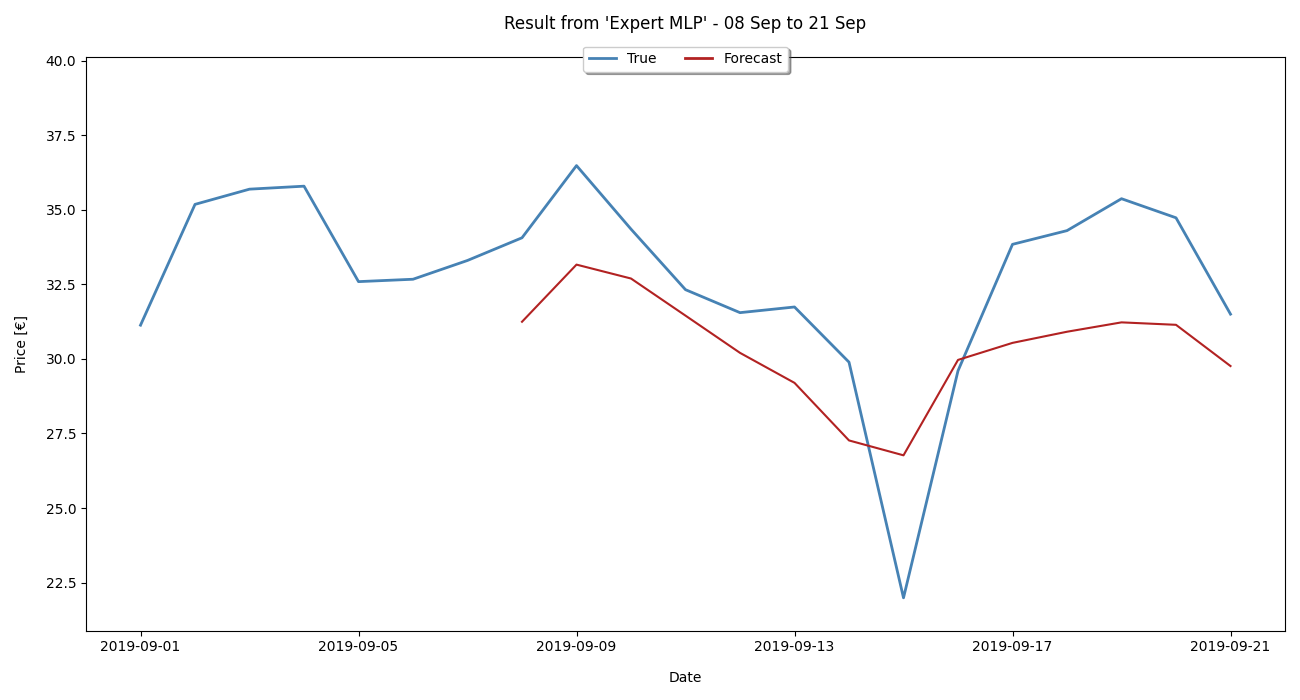 Result from 'Expert MLP' - 08 Sep to 21 Sep
True
Forecast
40.0
37.5
35.0
32.5
30.0
27.5
25.0
22.5
Price [€]
2019-09-01
2019-09-05
2019-09-09
2019-09-13
2019-09-17
2019-09-21
Date